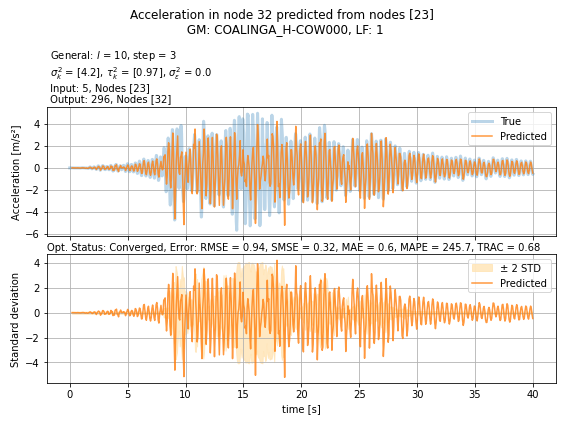 Acceleration in node 32 predicted from nodes [23]
GM: COALINGA_H-COW000, LF: 1
General: l = 10, step = 3
σ²ₖ = [4.2], τ²ₖ = [0.97], σ²ε = 0.0
Input: 5, Nodes [23]
Output: 296, Nodes [32]
Acceleration [m/s²]
4
2
0
−2
−4
−6
True
Predicted
Opt. Status: Converged, Error: RMSE = 0.94, SMSE = 0.32, MAE = 0.6, MAPE = 245.7, TRAC = 0.68
Standard deviation
4
2
0
−2
−4
± 2 STD
Predicted
0 5 10 15 20 25 30 35 40
time [s]